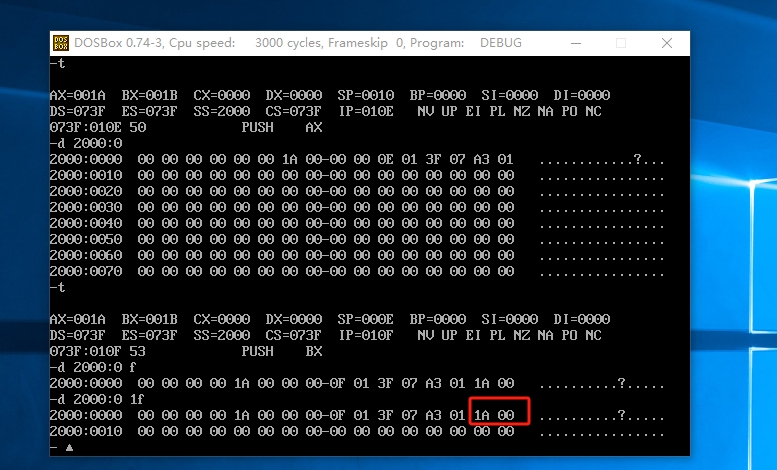 DOSBox 0.74-3, Cpu speed: 3000 cycles, Frameskip 0, Program: DEBUG
-t
AX=001A BX=001B CX=0000 DX=0000 SP=0010 BP=0000 SI=0000 DI=0000
DS=073F ES=073F SS=2000 CS=073F IP=010E NV UP EI PL NZ NA PO NC
073F:010E 50 PUSH AX
-d 2000:0
2000:0000 00 00 00 00 00 00 1A 00-00 00 0E 01 3F 07 A3 01 ............?...
2000:0010 00 00 00 00 00 00 00 00-00 00 00 00 00 00 00 00 ................
2000:0020 00 00 00 00 00 00 00 00-00 00 00 00 00 00 00 00 ................
2000:0030 00 00 00 00 00 00 00 00-00 00 00 00 00 00 00 00 ................
2000:0040 00 00 00 00 00 00 00 00-00 00 00 00 00 00 00 00 ................
2000:0050 00 00 00 00 00 00 00 00-00 00 00 00 00 00 00 00 ................
2000:0060 00 00 00 00 00 00 00 00-00 00 00 00 00 00 00 00 ................
2000:0070 00 00 00 00 00 00 00 00-00 00 00 00 00 00 00 00 ................
-t
AX=001A BX=001B CX=0000 DX=0000 SP=000E BP=0000 SI=0000 DI=0000
DS=073F ES=073F SS=2000 CS=073F IP=010F NV UP EI PL NZ NA PO NC
073F:010F 53 PUSH BX
-d 2000:0 f
2000:0000 00 00 00 00 1A 00 00 00-0F 01 3F 07 A3 01 1A 00 ..........?.....
-d 2000:0 1f
2000:0000 00 00 00 00 1A 00 00 00-0F 01 3F 07 A3 01 1A 00 ..........?.....
2000:0010 00 00 00 00 00 00 00 00-00 00 00 00 00 00 00 00 ................
-